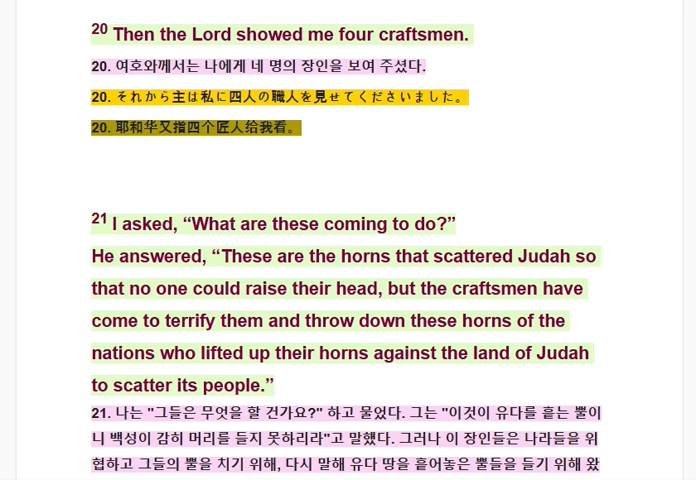 20 Then the Lord showed me four craftsmen.
20. 여호와께서는 나에게 네 명의 장인을 보여 주셨다.
20. それから主は私に四人の職人を見せてくださいました。
20. 耶和华又指四个匠人给我看。
21 I asked, “What are these coming to do?”
He answered, “These are the horns that scattered Judah so
that no one could raise their head, but the craftsmen have
come to terrify them and throw down these horns of the
nations who lifted up their horns against the land of Judah
to scatter its people.”
21. 나는 "그들은 무엇을 할 건가요?" 하고 물었다. 그는 "이것이 유다를 흩는 뿔이
니 백성이 감히 머리를 들지 못하리라"고 말했다. 그러나 이 장인들은 나라들을 위
협하고 그들의 뿔을 치기 위해, 다시 말해 유다 땅을 흩어놓은 뿔들을 들기 위해 왔